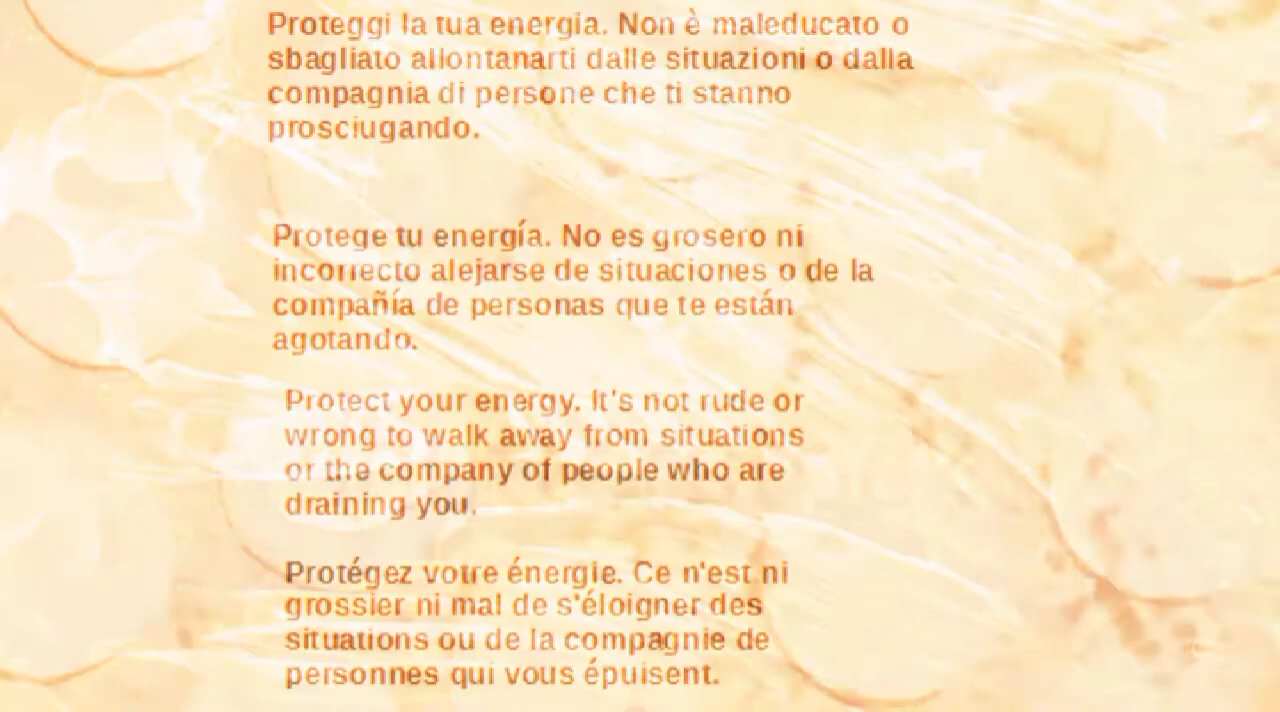 Proteggi la tua energia. Non è maleducato o
sbagliato allontanarti dalle situazioni o dalla
compagnia di persone che ti stanno
prosciugando.
Protege tu energía. No es grosero ni
incorrecto alejarse de situaciones o de la
compañía de personas que te están
agotando.
Protect your energy. It's not rude or
wrong to walk away from situations
or the company of people who are
draining you.
Protégez votre énergie. Ce n'est ni
grossier ni mal de s'éloigner des
situations ou de la compagnie de
personnes qui vous épuisent.